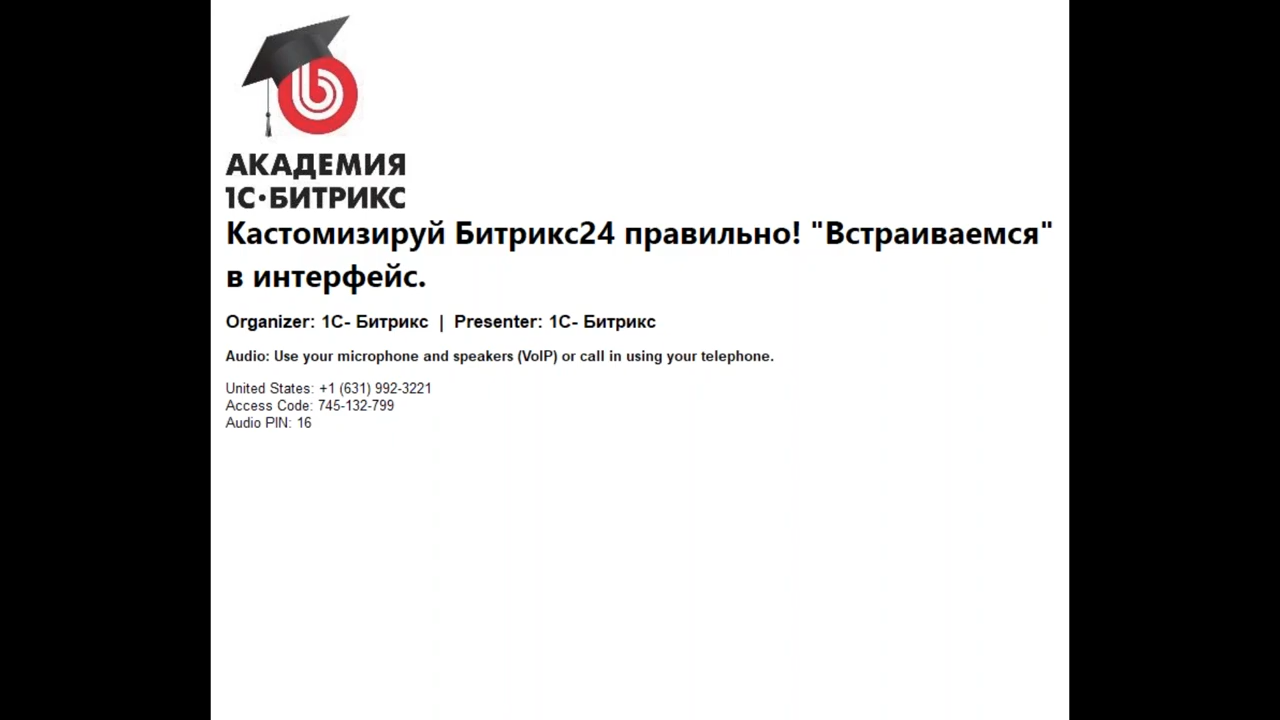 АКАДЕМИЯ
1С•БИТРИКС
Кастомизируй Битрикс24 правильно! "Встраиваемся"
в интерфейс.
Organizer: 1С- Битрикс | Presenter: 1С- Битрикс
Audio: Use your microphone and speakers (VoIP) or call in using your telephone.
United States: +1 (631) 992-3221
Access Code: 745-132-799
Audio PIN: 16